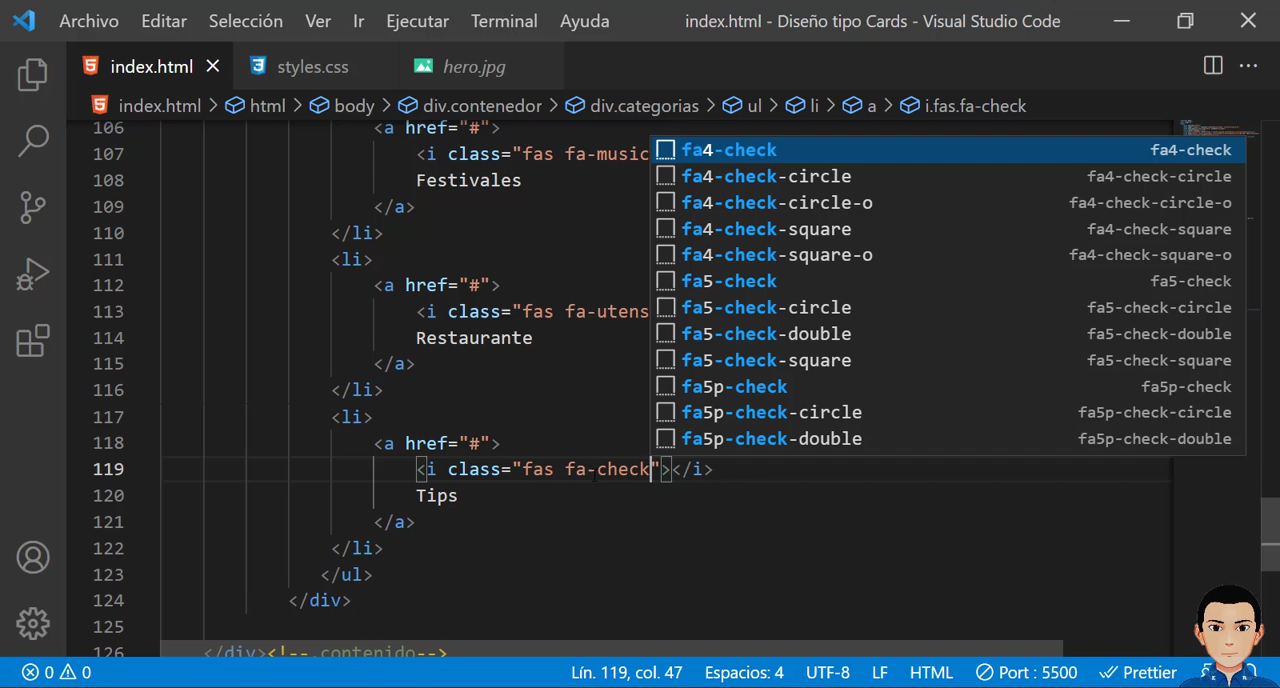 Archivo Editar Selección Ver Ir Ejecutar Terminal Ayuda index.html - Diseño tipo Cards - Visual Studio Code
index.html styles.css hero.jpg
index.html > html > body > div.contenedor > div.categorias > ul > li > a > i.fas.fa-check
106 <a href="#">
107 <i class="fas fa-music
108 Festivales
109 </a>
110 </li>
111 <li>
112 <a href="#">
113 <i class="fas fa-utens
114 Restaurante
115 </a>
116 </li>
117 <li>
118 <a href="#">
119 <i class="fas fa-check"></i>
120 Tips
121 </a>
122 </li>
123 </ul>
124 </div>
125
126 </div><!--.contenido-->
fa4-check fa4-check
fa4-check-circle fa4-check-circle
fa4-check-circle-o fa4-check-circle-o
fa4-check-square fa4-check-square
fa4-check-square-o fa4-check-square-o
fa5-check fa5-check
fa5-check-circle fa5-check-circle
fa5-check-double fa5-check-double
fa5-check-square fa5-check-square
fa5p-check fa5p-check
fa5p-check-circle fa5p-check-circle
fa5p-check-double fa5p-check-double
0 0 Lín. 119, col. 47 Espacios: 4 UTF-8 LF HTML Port : 5500 Prettier